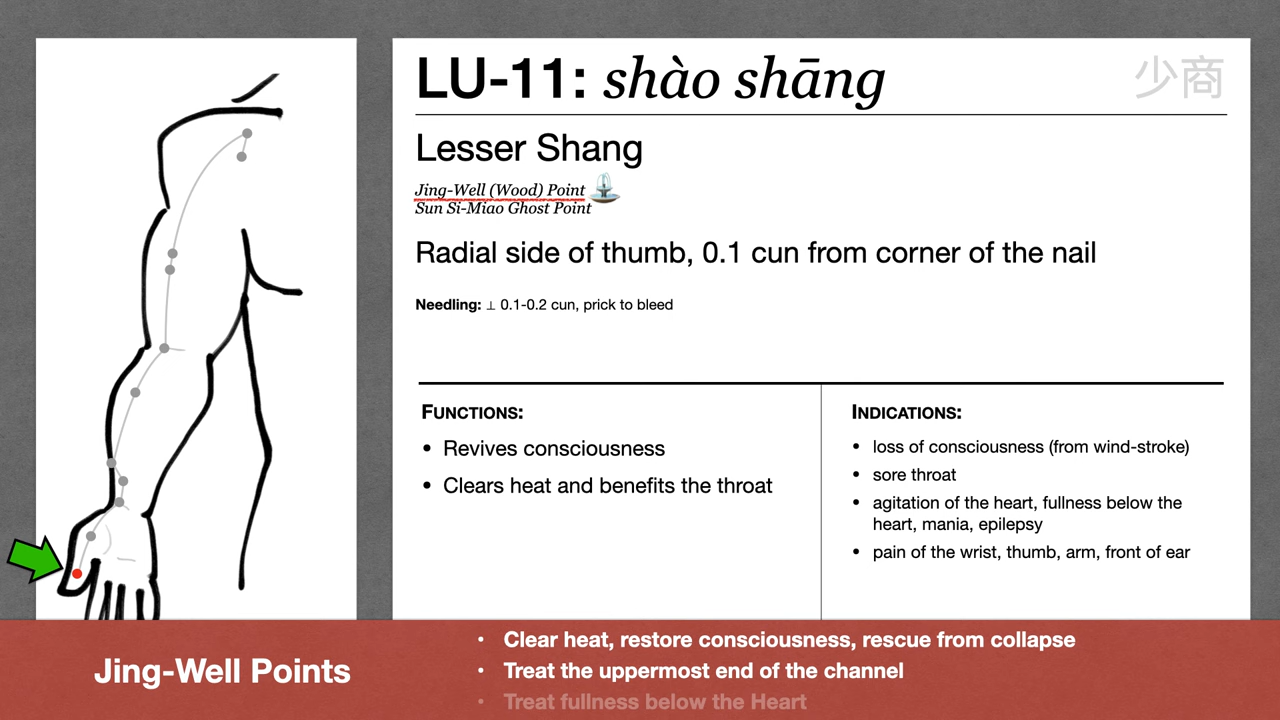 LU-11: shào shāng
少商
Lesser Shang
Jing-Well (Wood) Point
Sun Si-Miao Ghost Point
Radial side of thumb, 0.1 cun from corner of the nail
Needling: ⊥ 0.1-0.2 cun, prick to bleed
FUNCTIONS:
• Revives consciousness
• Clears heat and benefits the throat
INDICATIONS:
• loss of consciousness (from wind-stroke)
• sore throat
• agitation of the heart, fullness below the
heart, mania, epilepsy
• pain of the wrist, thumb, arm, front of ear
Jing-Well Points
• Clear heat, restore consciousness, rescue from collapse
• Treat the uppermost end of the channel
• Treat fullness below the Heart